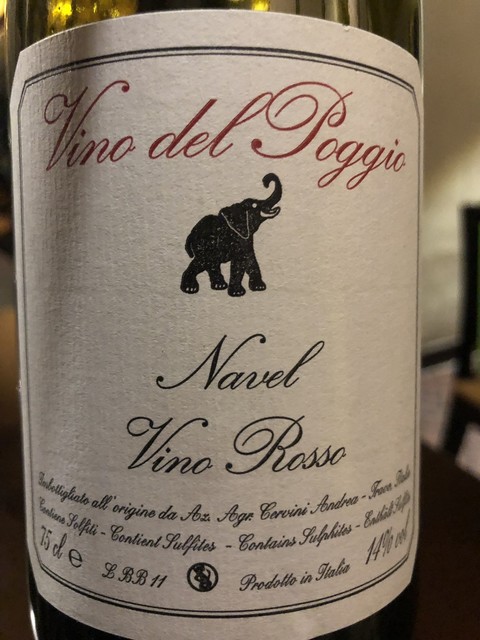 Vino del Poggio
Navel
Vino Rosso
Imbottigliato all'origine da Az. Agr. Cervini Andrea - Travo, Italia
Contiene Solfiti - Contient Sulfites - Contains Sulphites - Enthält Sulfite
75 cl e L BB 11 Prodotto in Italia 14% vol